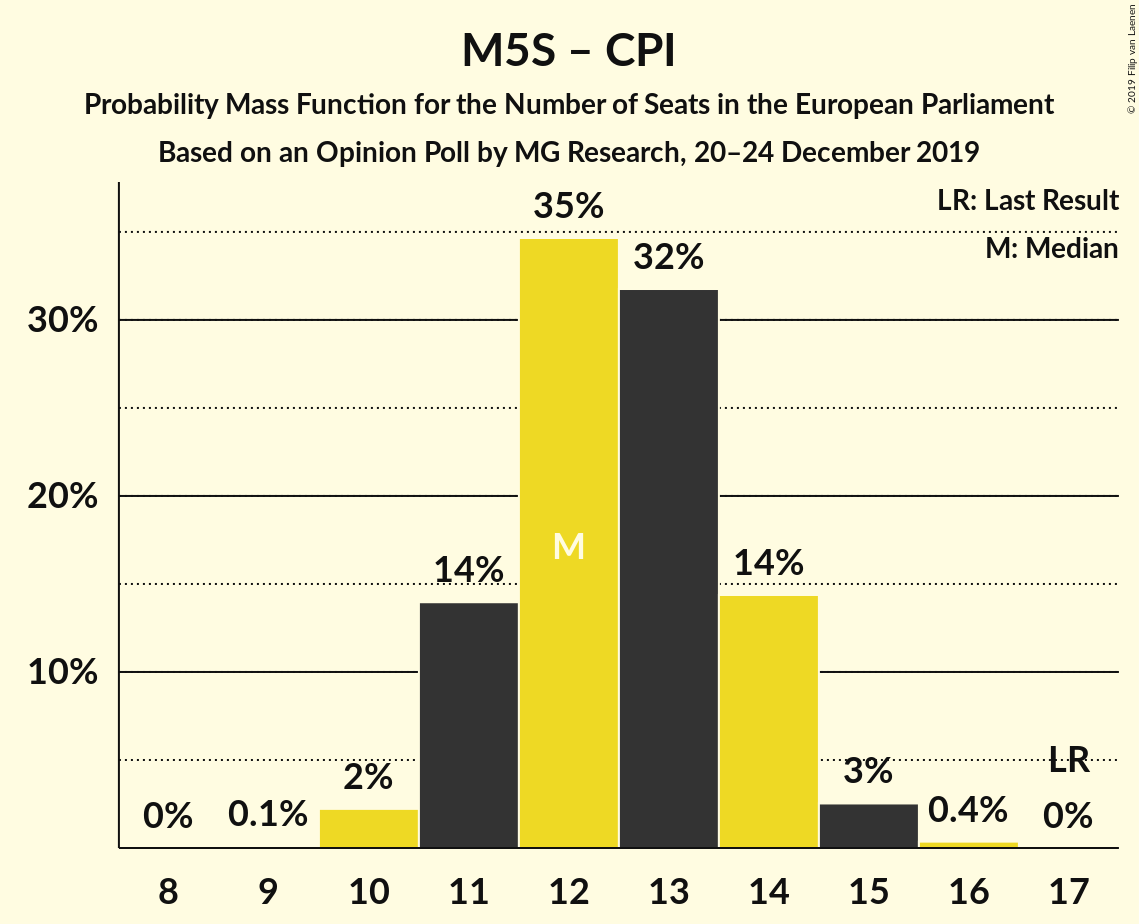 M5S – CPI
Probability Mass Function for the Number of Seats in the European Parliament
Based on an Opinion Poll by MG Research, 20–24 December 2019
© 2019 Filip van Laenen
LR: Last Result
M: Median
35%
32%
30%
20%
M
14%
14%
10%
LR
2%
3%
0%
0.1%
0.4%
0%
8 9 10 11 12 13 14 15 16 17